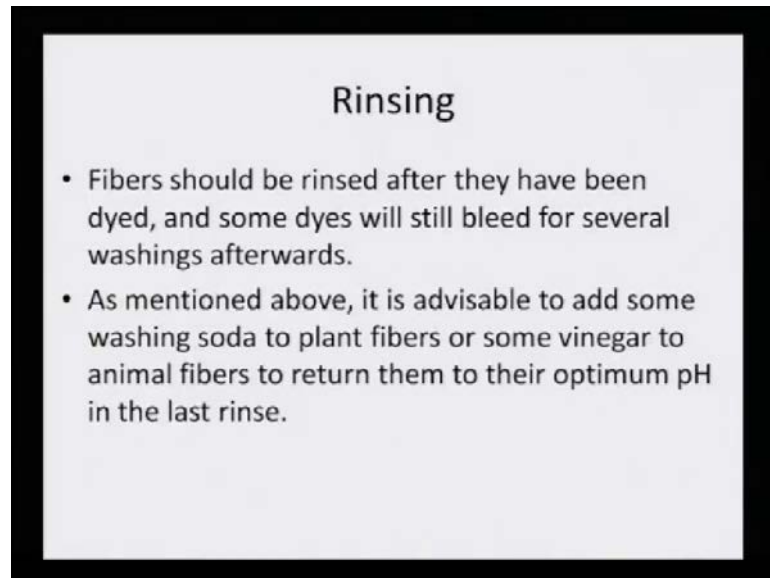 Rinsing
• Fibers should be rinsed after they have been
dyed, and some dyes will still bleed for several
washings afterwards.
• As mentioned above, it is advisable to add some
washing soda to plant fibers or some vinegar to
animal fibers to return them to their optimum pH
in the last rinse.